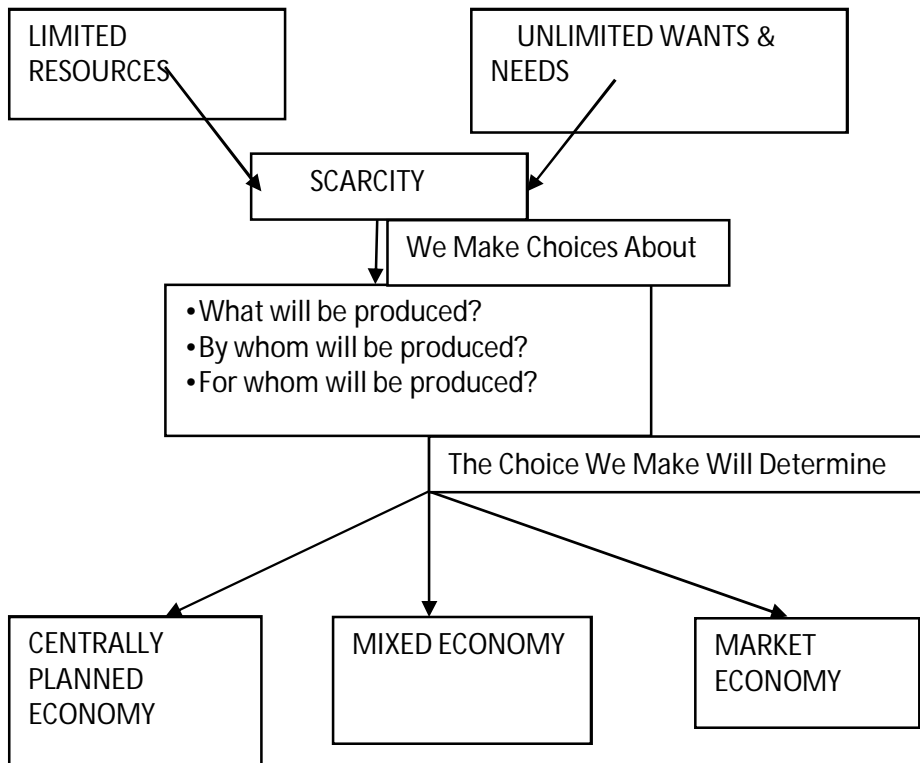 LIMITED
RESOURCES
UNLIMITED WANTS &
NEEDS
SCARCITY
We Make Choices About
•What will be produced?
•By whom will be produced?
•For whom will be produced?
The Choice We Make Will Determine
CENTRALLY
PLANNED
ECONOMY
MIXED ECONOMY
MARKET
ECONOMY